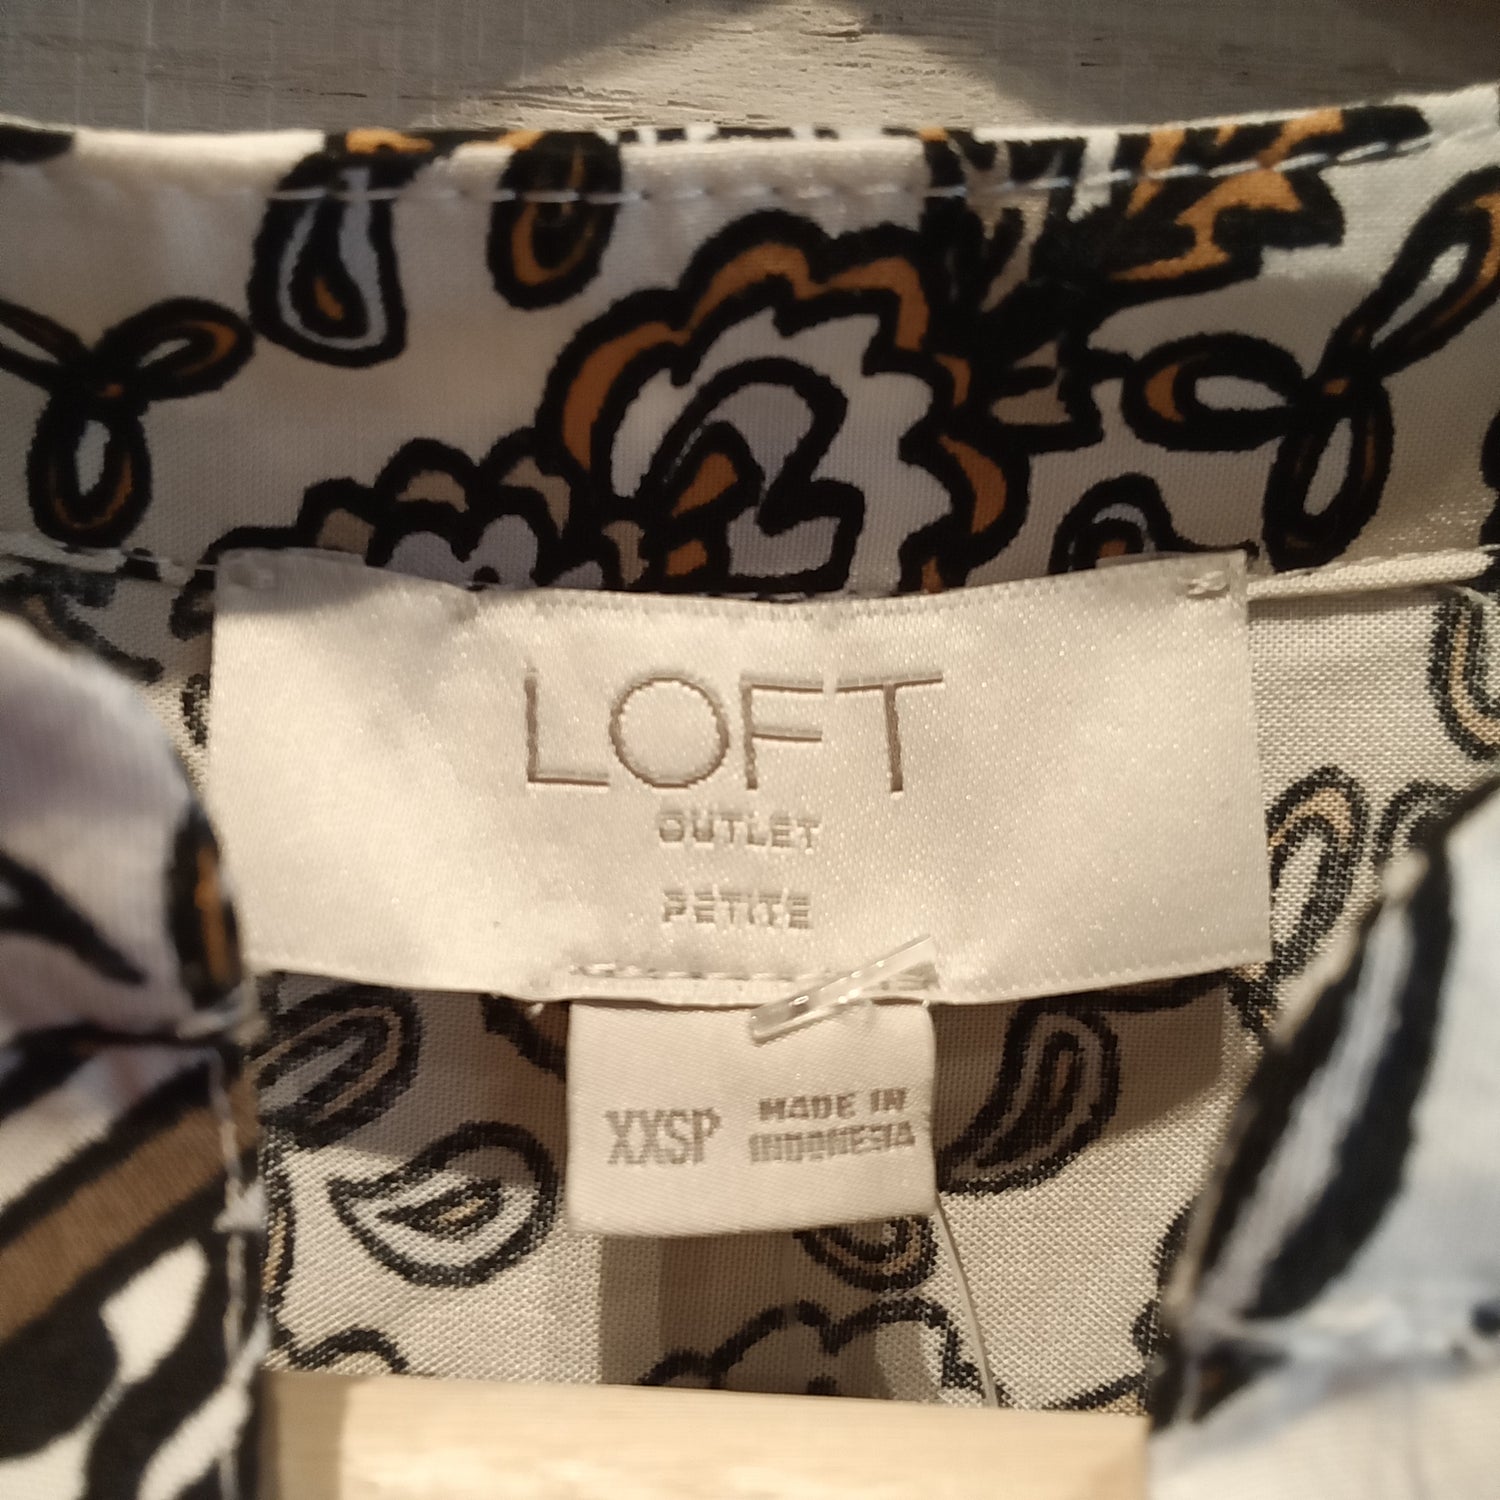 LOFT
OUTLET
PETITE
XXSP
MADE IN
INDONESIA